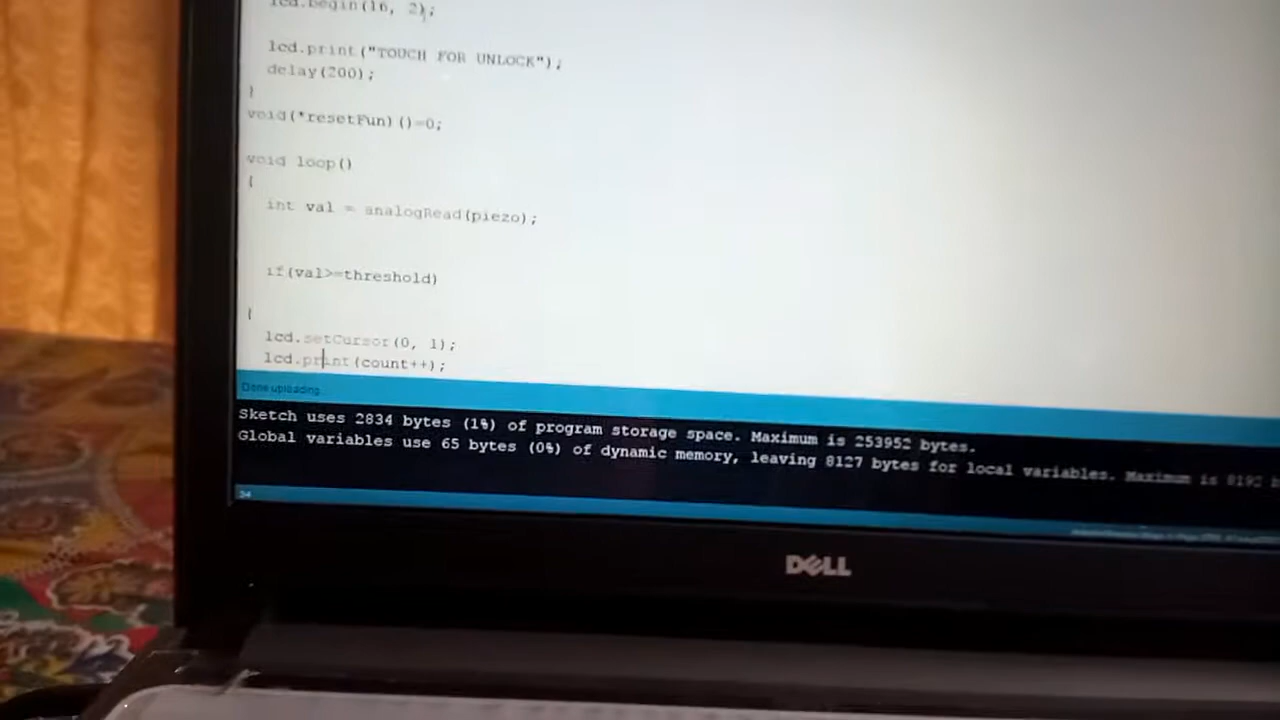 lcd.begin(16, 2);
lcd.print("TOUCH FOR UNLOCK");
delay(200);
}
void(*resetFun)()=0;
void loop()
{
int val = analogRead(piezo);
if(val>=threshold)
{
lcd.setCursor(0, 1);
lcd.print(count++);
Done uploading.
Sketch uses 2834 bytes (1%) of program storage space. Maximum is 253952 bytes.
Global variables use 65 bytes (0%) of dynamic memory, leaving 8127 bytes for local variables. Maximum is 8192 b
34
DELL